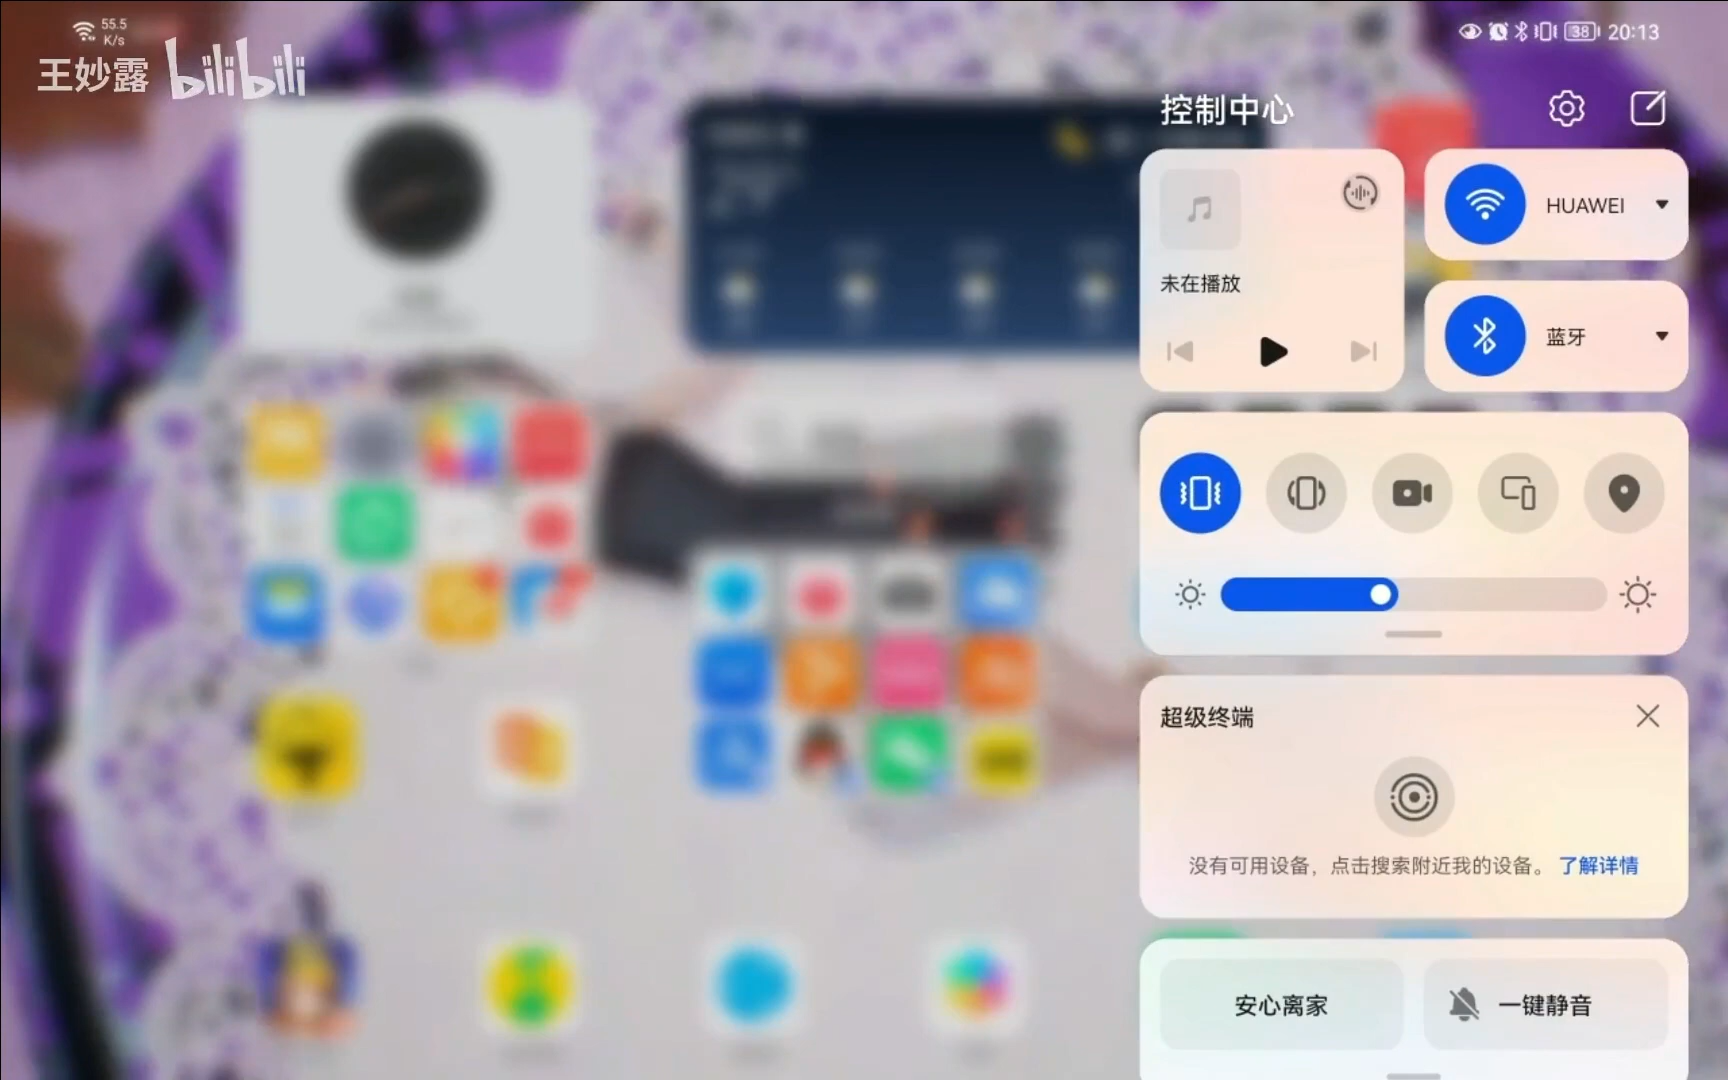 55.5
K/s
38 20:13
王妙露 bilibili
控制中心
HUAWEI
未在播放
蓝牙
超级终端
没有可用设备，点击搜索附近我的设备。 了解详情
安心离家
一键静音